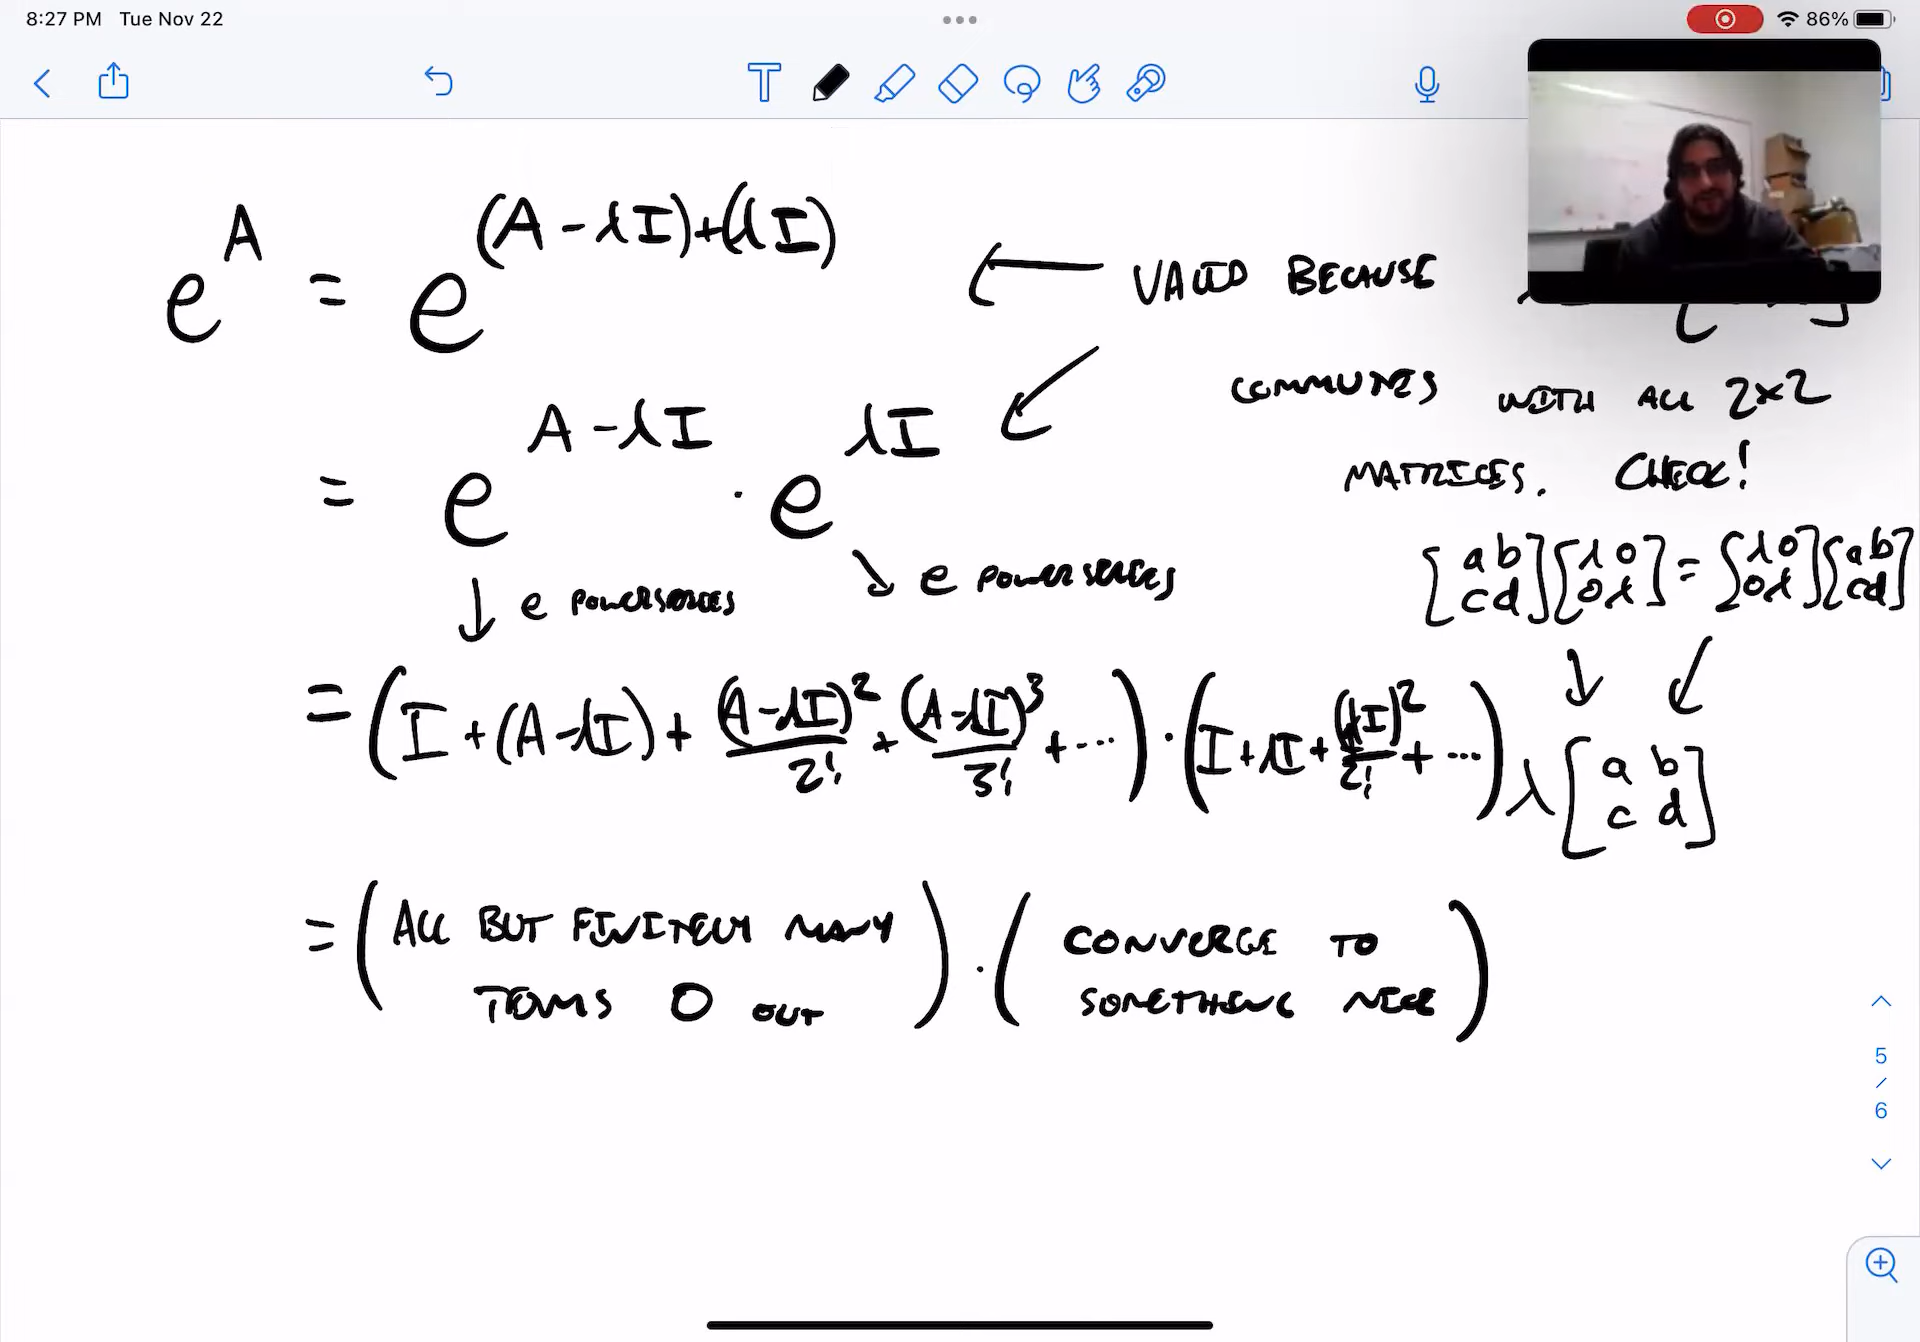 8:27 PM Tue Nov 22
86%
e^A = e^{(A-λI)+(λI)}
VALID BECAUSE
COMMUTES WITH ALL 2×2
MATRICES. CHECK!
= e^{A-λI} · e^{λI}
↓ e POWERSERIES ↘ e POWERSERIES
[a b; c d][λ 0; 0 λ] = [λ 0; 0 λ][a b; c d]
↓ ↙
= (I + (A-λI) + (A-λI)^2/2! + (A-λI)^3/3! + ...) · (I + λI + (λI)^2/2! + ...)
λ[a b; c d]
= (ALL BUT FINITELY MANY TERMS 0 OUT) · (CONVERGE TO SOMETHING NICE)
5
/
6